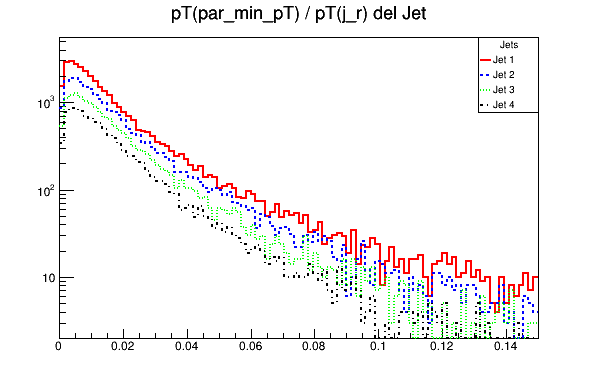 pT(par_min_pT) / pT(j_r) del Jet
Jets
Jet 1
Jet 2
Jet 3
Jet 4
10³
10²
10
0 0.02 0.04 0.06 0.08 0.1 0.12 0.14